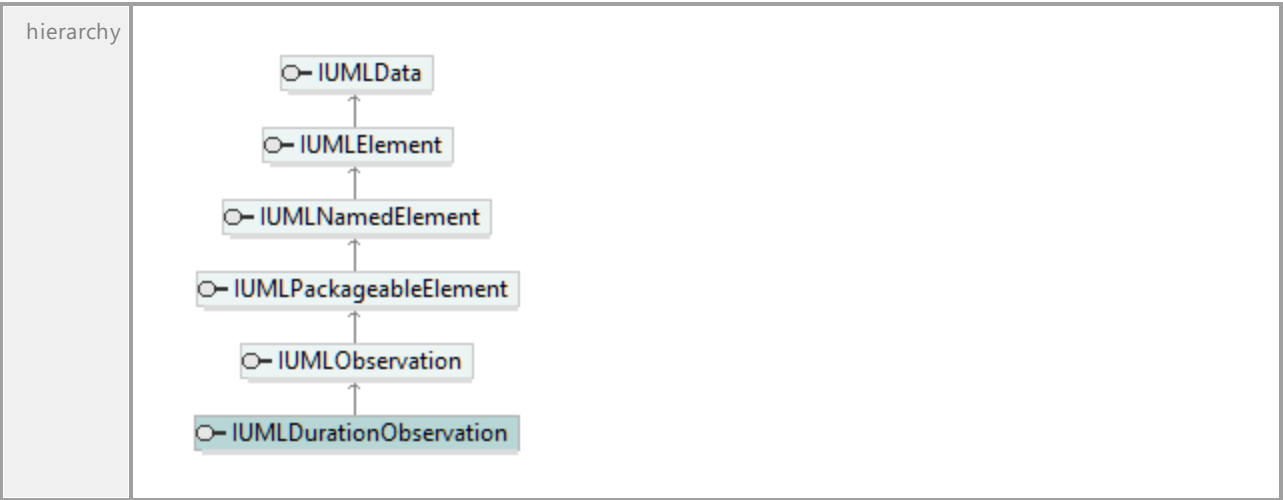 hierarchy
IUMLData
IUMLElement
IUMLNamedElement
IUMLPackageableElement
IUMLObservation
IUMLDurationObservation